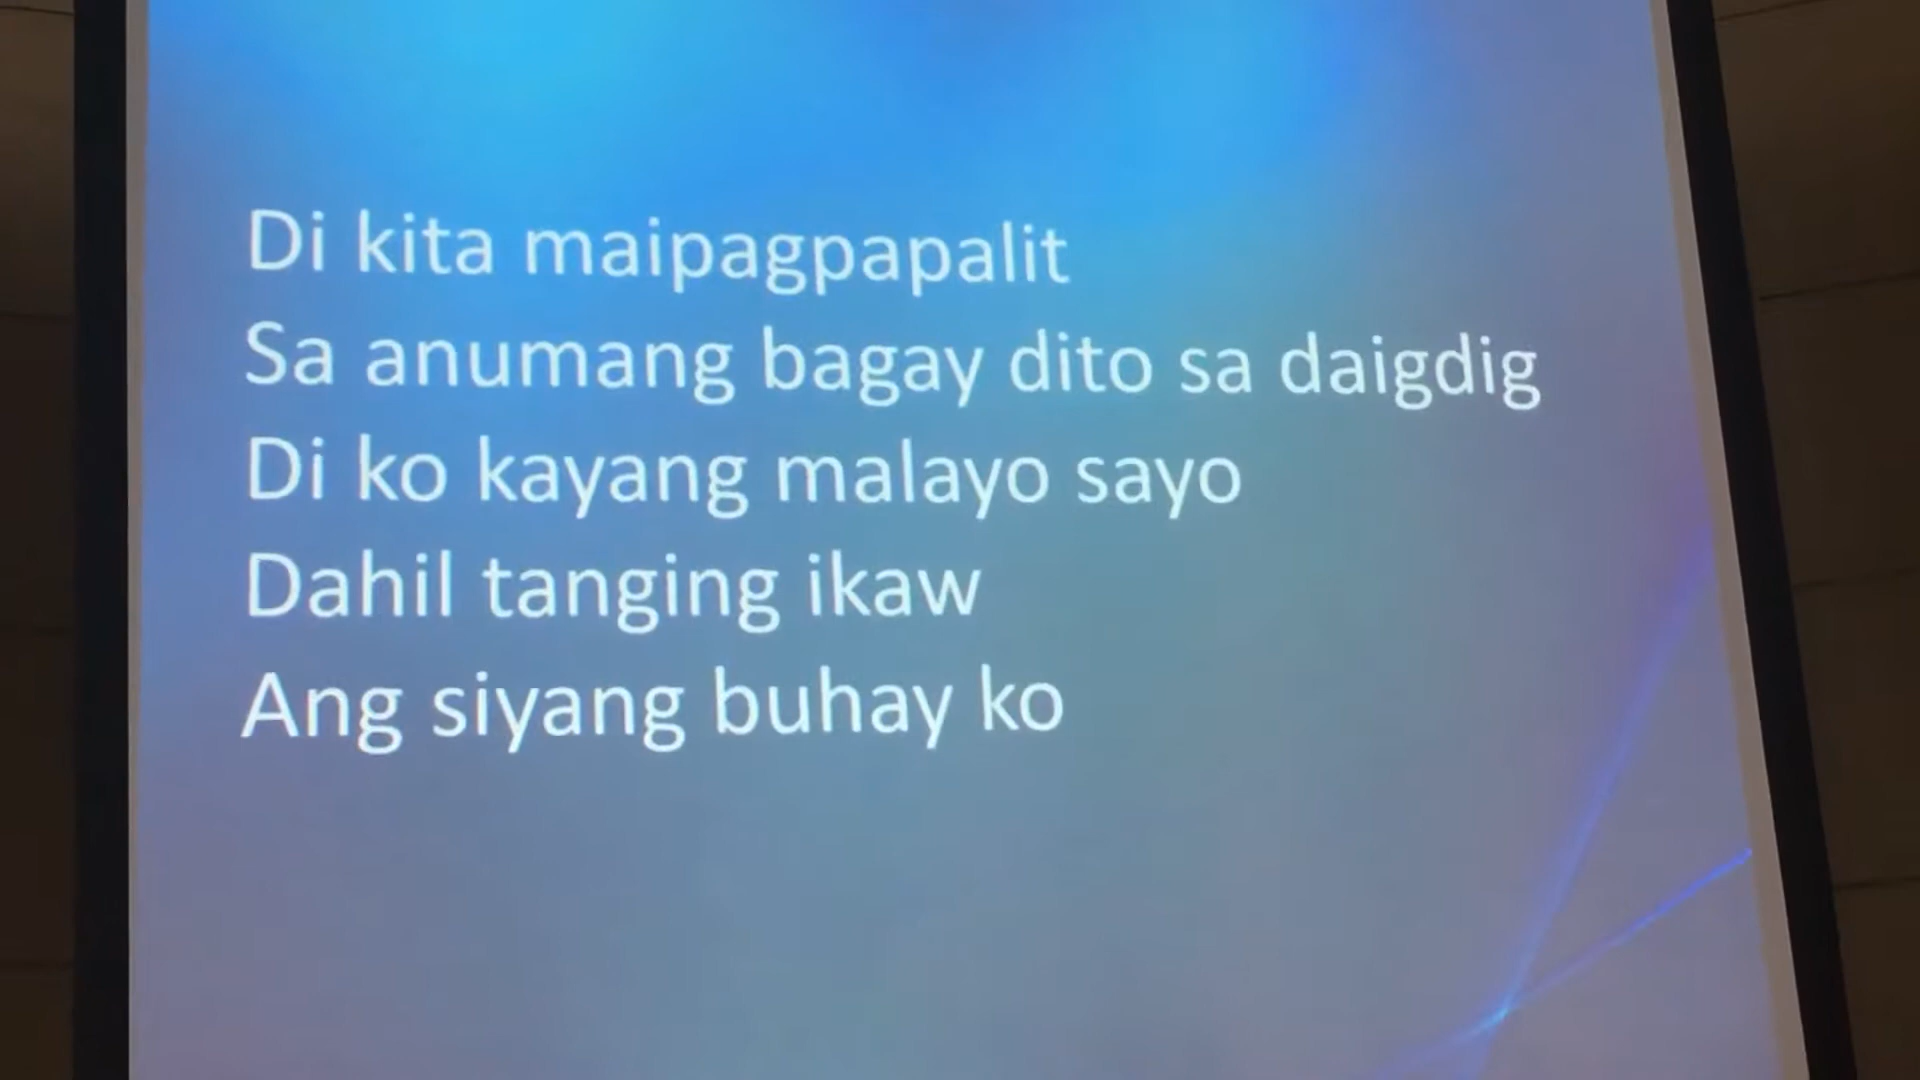 Di kita maipagpapalit
Sa anumang bagay dito sa daigdig
Di ko kayang malayo sayo
Dahil tanging ikaw
Ang siyang buhay ko